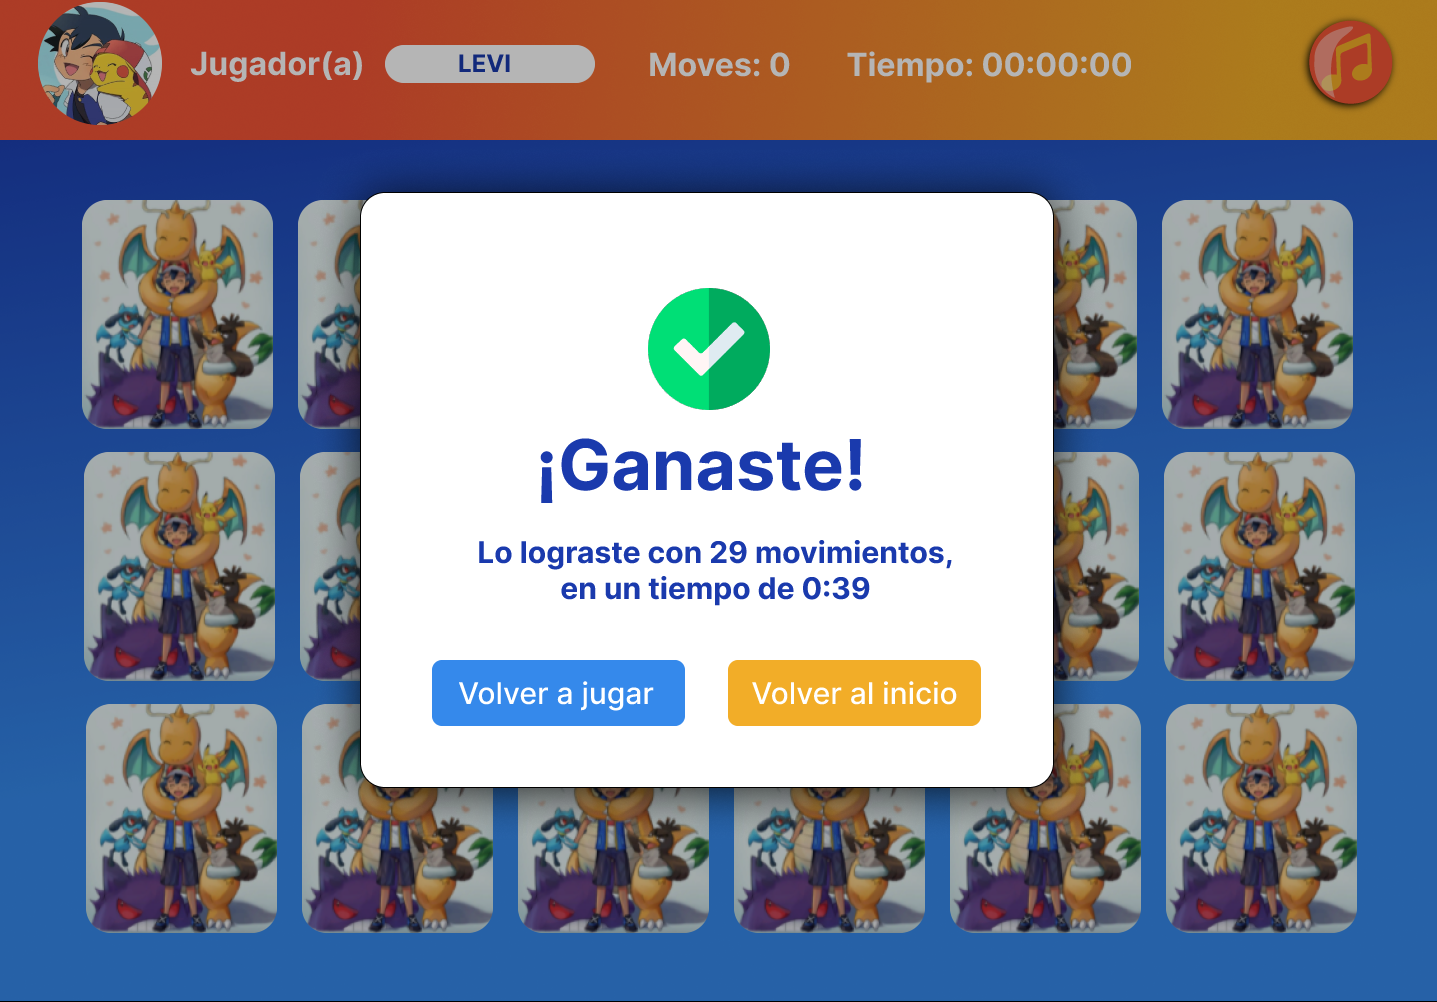 Jugador(a) LEVI Moves: 0 Tiempo: 00:00:00
¡Ganaste!
Lo lograste con 29 movimientos,
en un tiempo de 0:39
Volver a jugar Volver al inicio